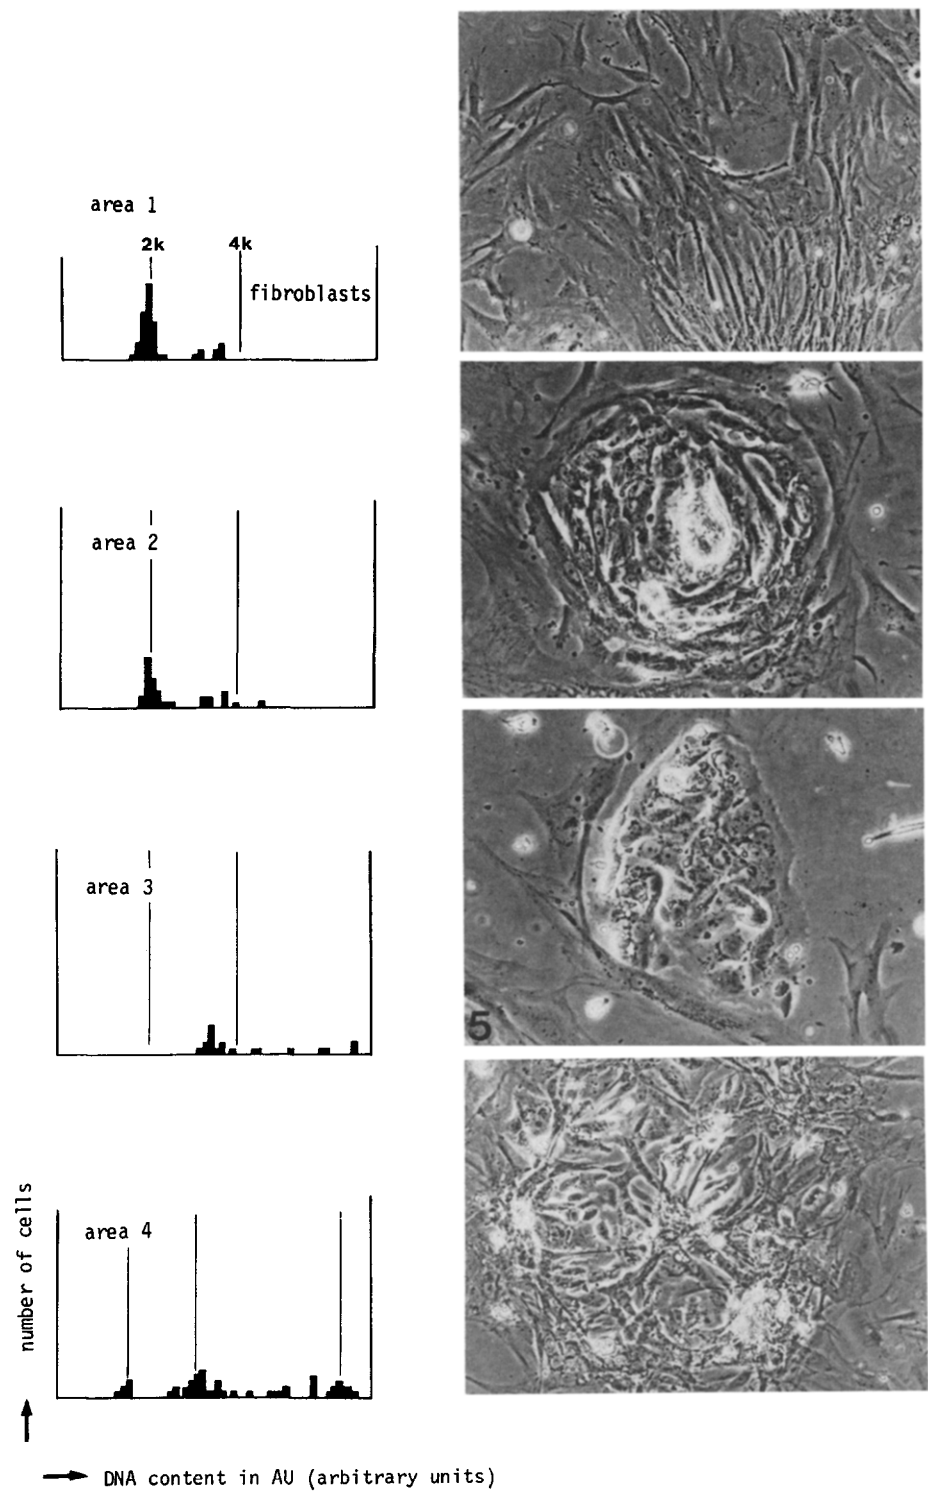 area 1
2k 4k
fibroblasts
area 2
area 3
5
area 4
number of cells
DNA content in AU (arbitrary units)